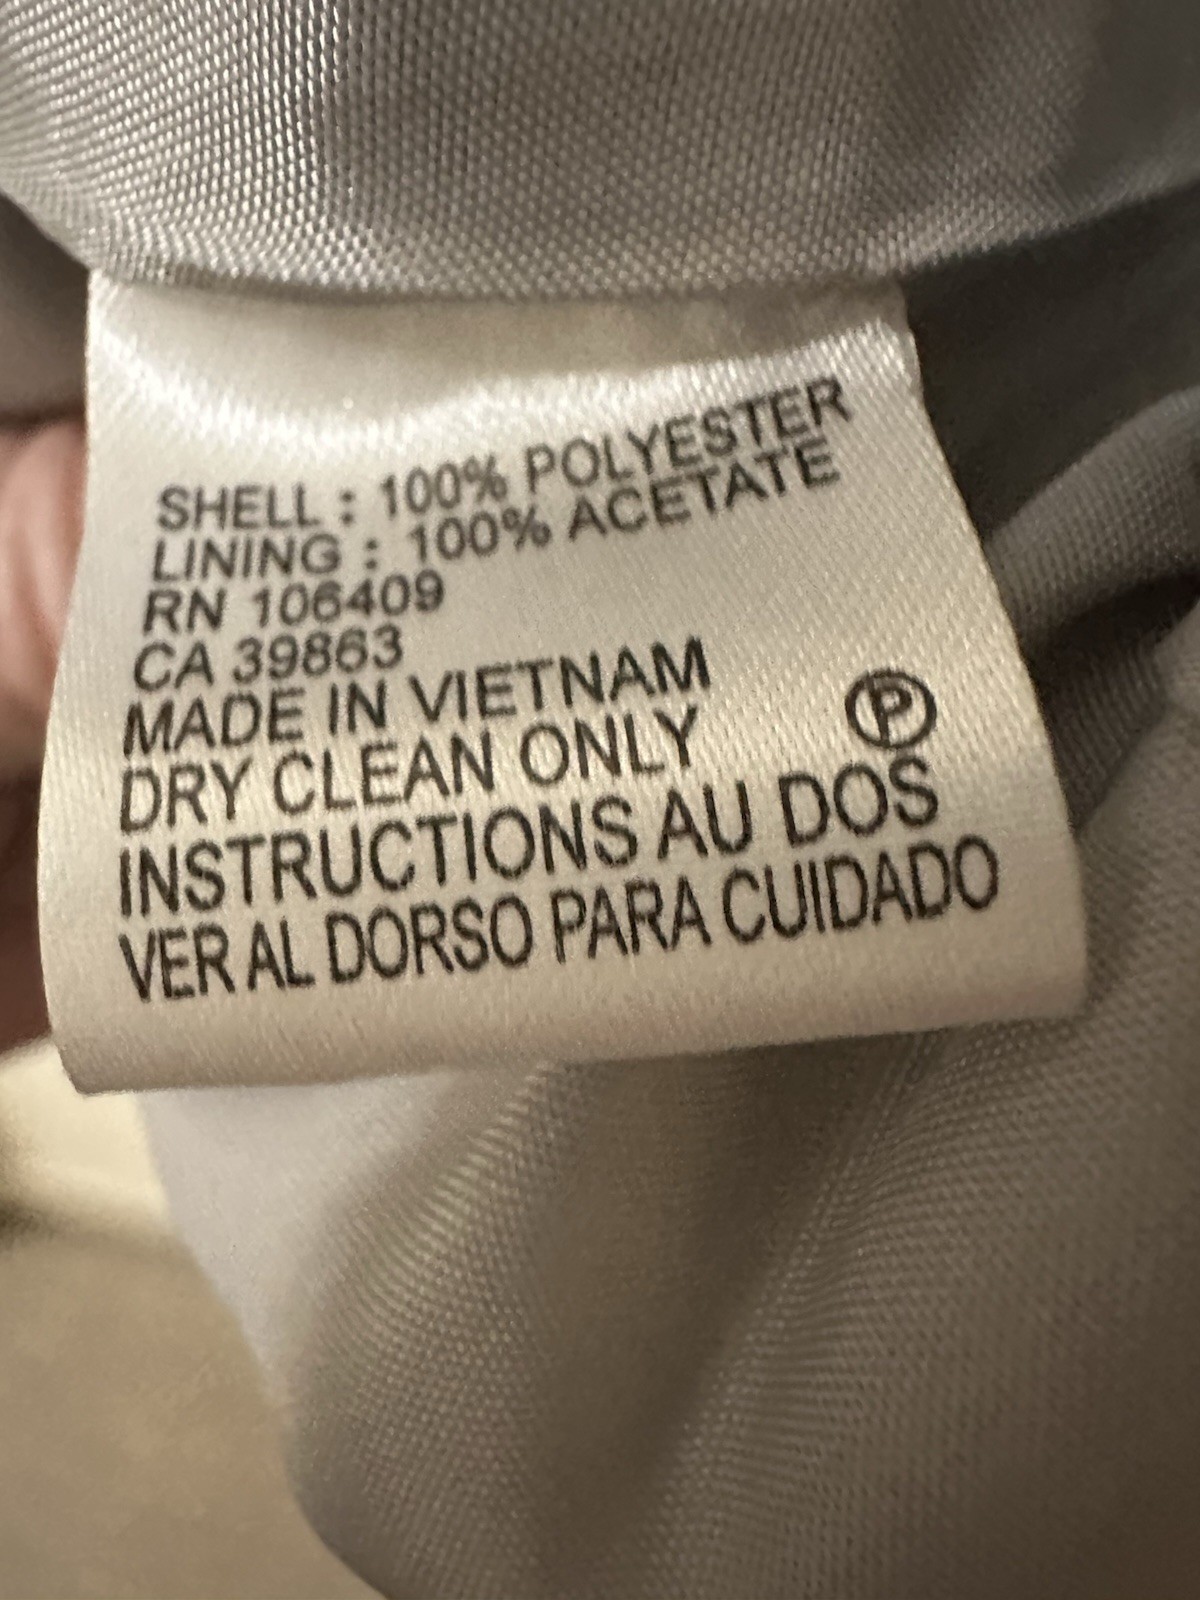 SHELL : 100% POLYESTER
LINING : 100% ACETATE
RN 106409
CA 39863
MADE IN VIETNAM
DRY CLEAN ONLY
P
INSTRUCTIONS AU DOS
VER AL DORSO PARA CUIDADO